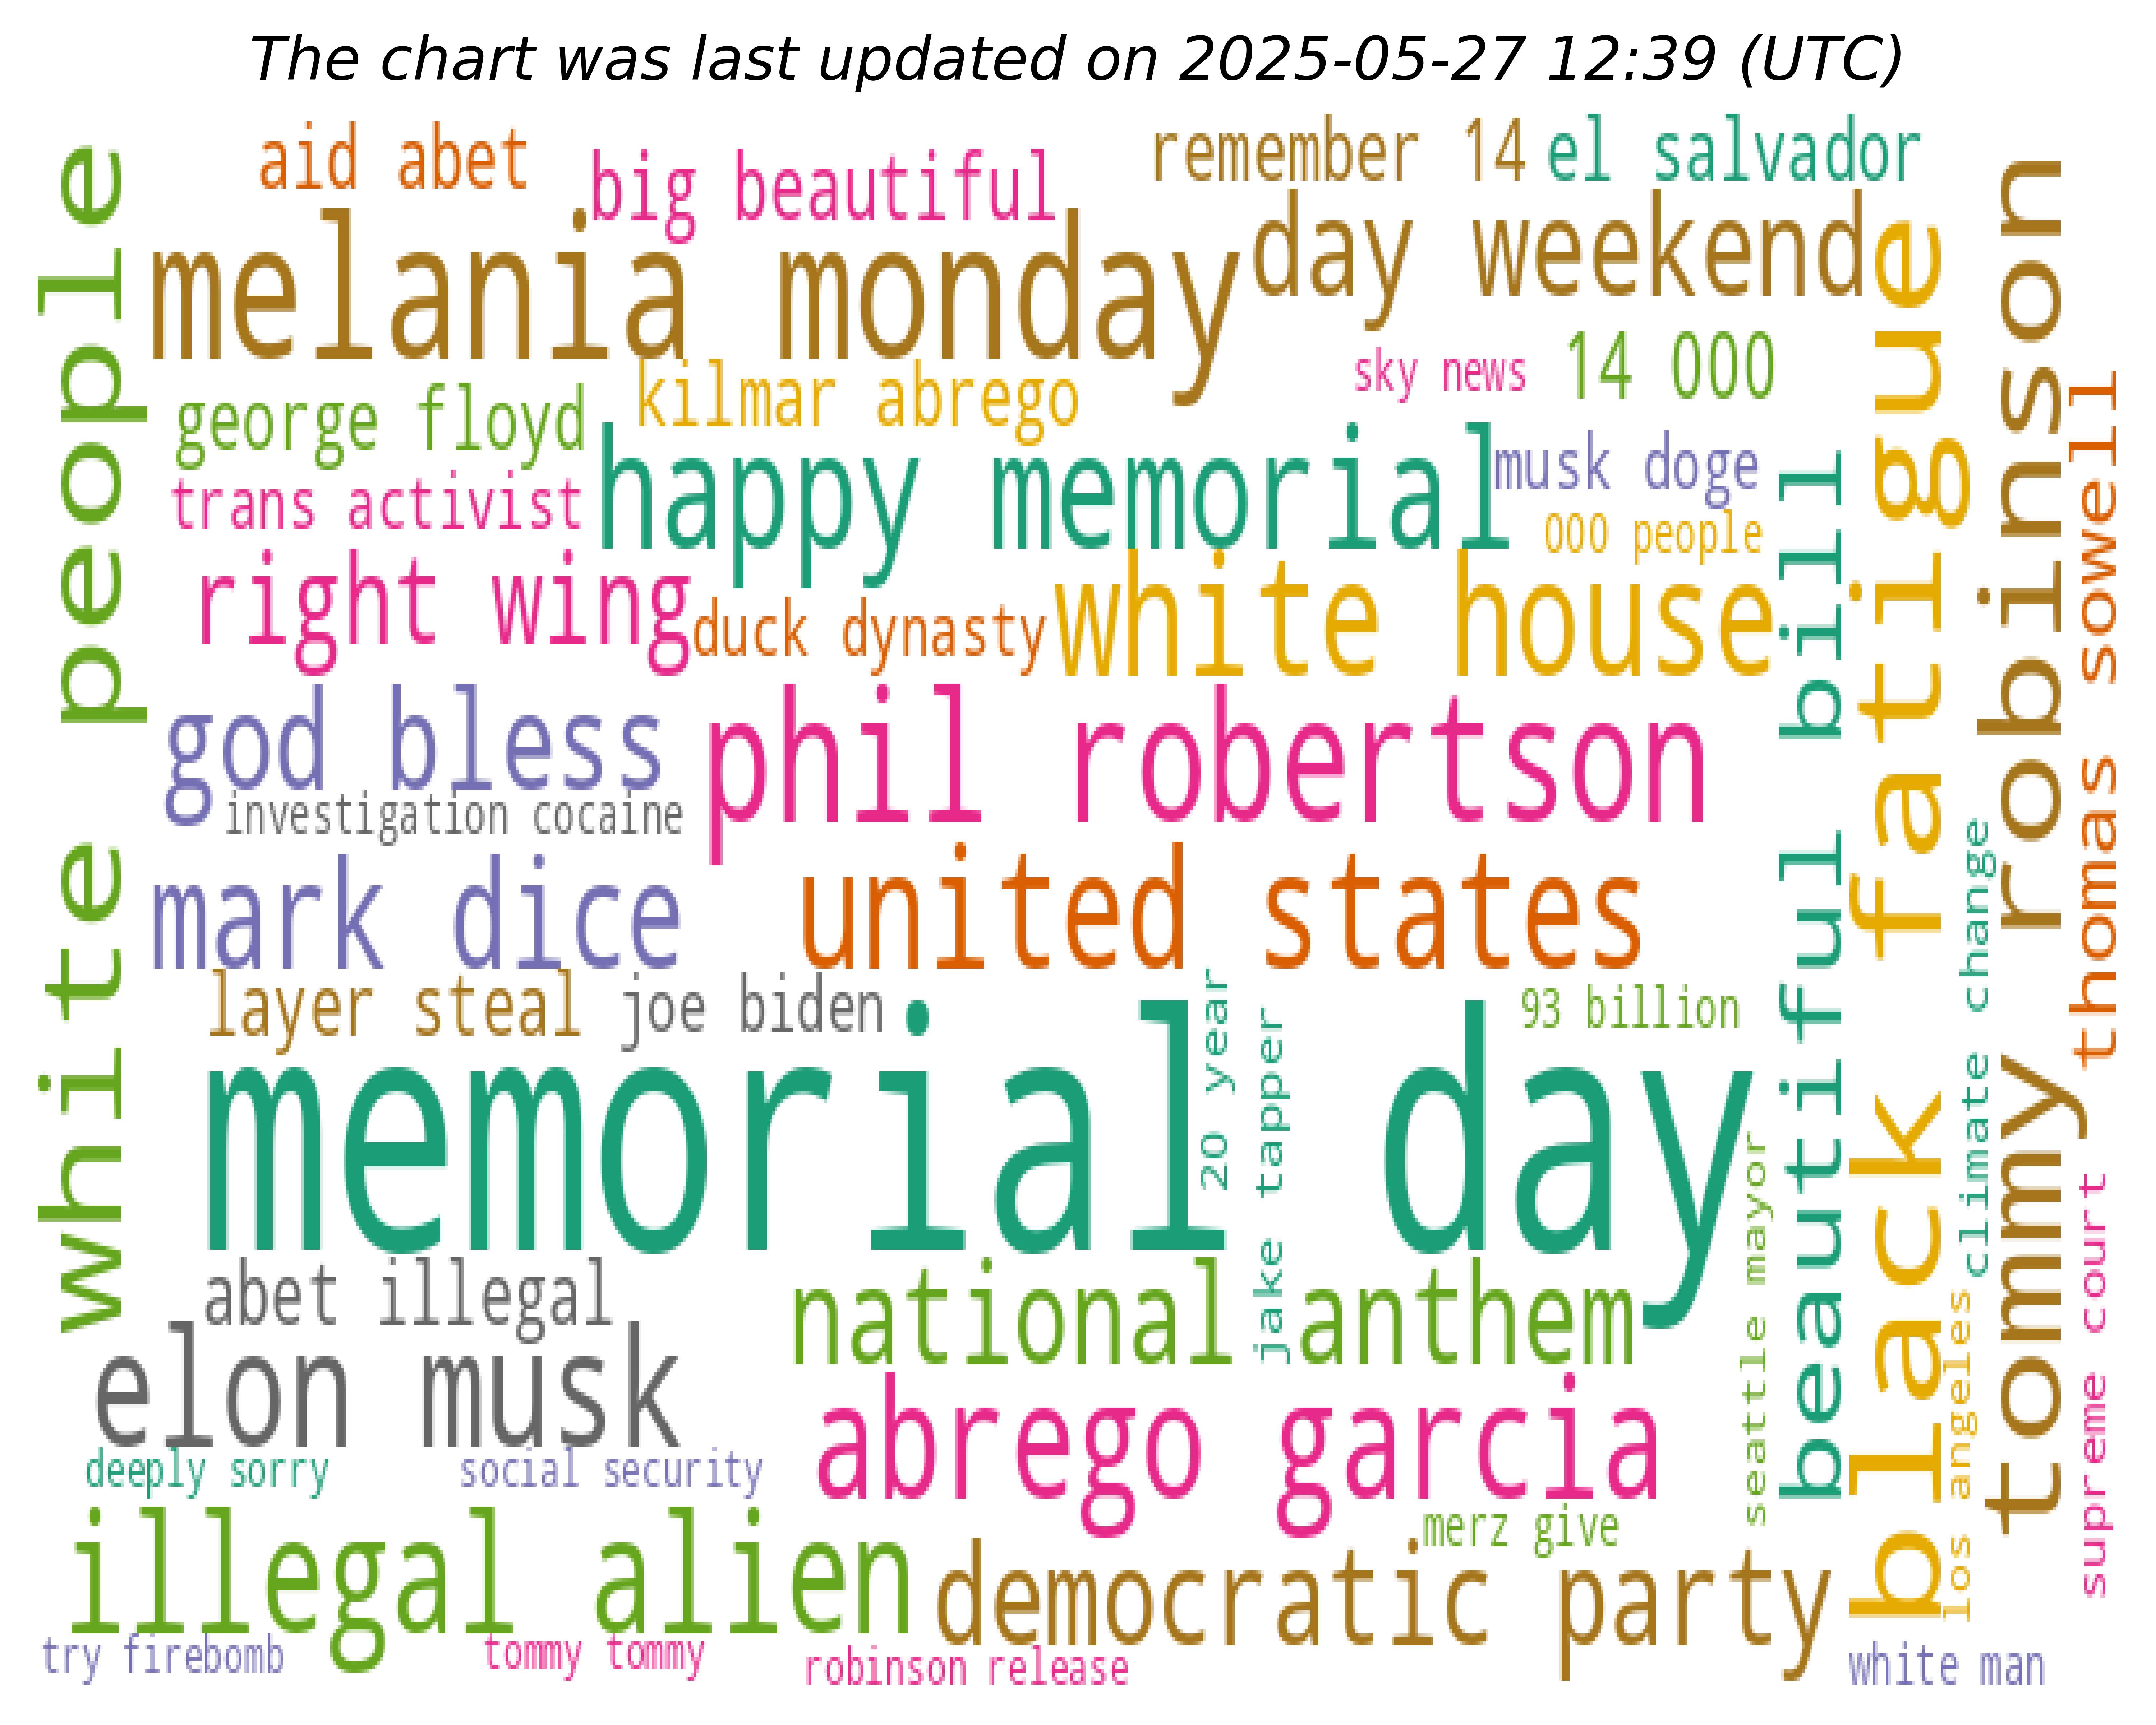 The chart was last updated on 2025-05-27 12:39 (UTC)
white people
aid abet
big beautiful
remember 14
el salvador
melania monday
day weekend
kilmar abrego
sky news
14 000
george floyd
happy memorial
musk doge
trans activist
000 people
right wing
duck dynasty
white house
god bless
phil robertson
investigation cocaine
mark dice
united states
layer steal
joe biden
93 billion
memorial day
20 year
jake tapper
abet illegal
national anthem
elon musk
abrego garcia
deeply sorry
social security
merz give
illegal alien
democratic party
try firebomb
tommy tommy
robinson release
white man
seattle mayor
beautiful bill
black fatigue
los angeles
climate change
tommy robinson
thomas sowell
supreme court